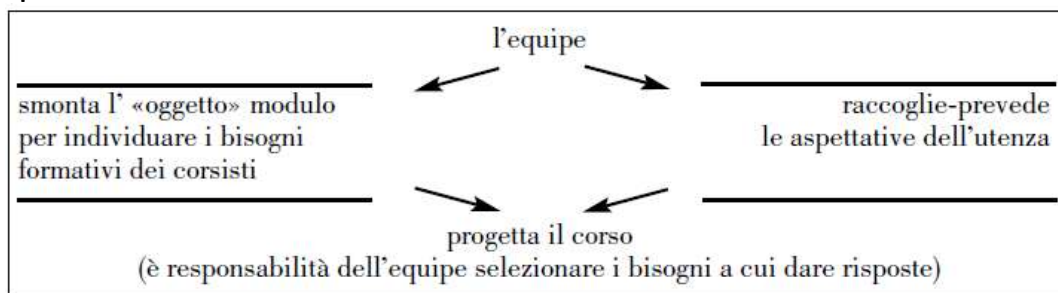 l'equipe
smonta l' «oggetto» modulo
per individuare i bisogni
formativi dei corsisti
raccoglie-prevede
le aspettative dell'utenza
progetta il corso
(è responsabilità dell'equipe selezionare i bisogni a cui dare risposte)